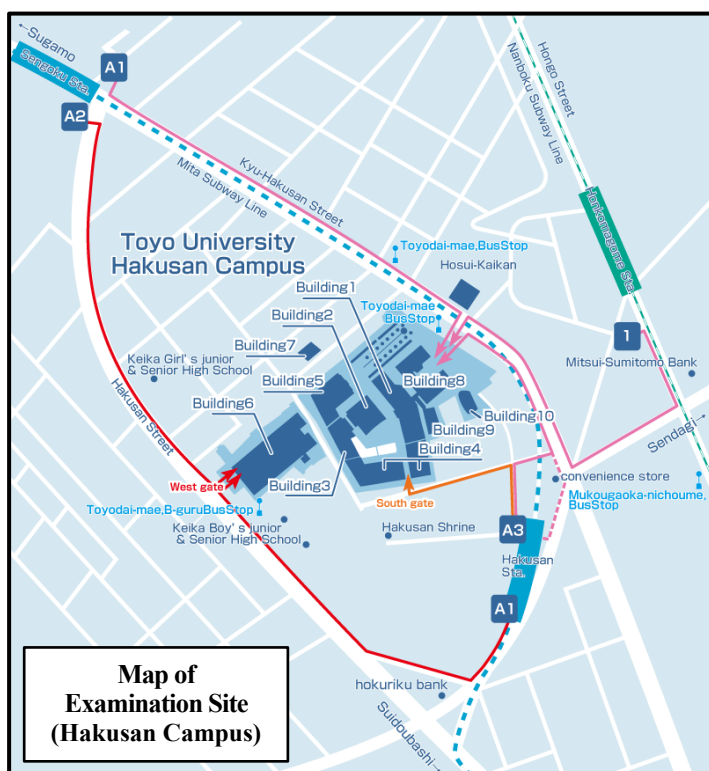 ←Sugamo
Sengoku Sta.
A1
A2
Hongo Street
Nanboku Subway Line
Kyu-Hakusan Street
Mita Subway Line
Honkomagome Sta.
Toyo University
Hakusan Campus
Toyodai-mae,BusStop
Hosui-Kaikan
Building1
Toyodai-mae
BusStop
Building2
Building7
1
Mitsui-Sumitomo Bank
Keika Girl's junior
& Senior High School
Building5
Building8
Building6
Building10
Hakusan Street
Building9
Sendagi→
Building4
Building3
West gate
South gate
convenience store
Mukougaoka-nichoume,
BusStop
Toyodai-mae,B-guruBusStop
Keika Boy's junior
& Senior High School
Hakusan Shrine
A3
Hakusan
Sta.
A1
hokuriku bank
Suidoubashi→
Map of
Examination Site
(Hakusan Campus)